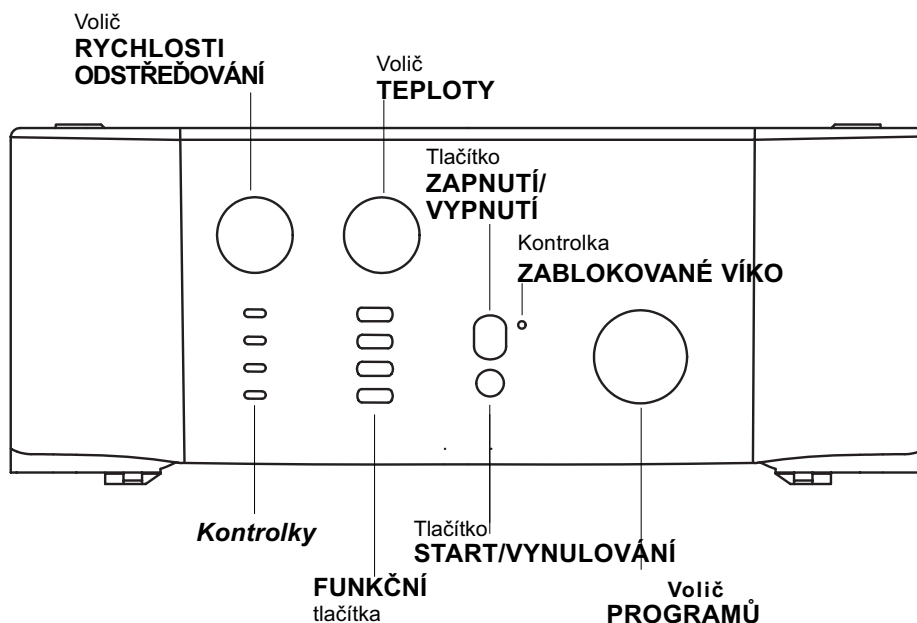 Volič
RYCHLOSTI
ODSTŘEĎOVÁNÍ
Volič
TEPLOTY
Tlačítko
ZAPNUTÍ/
VYPNUTÍ
Kontrolka
ZABLOKOVANÉ VÍKO
Kontrolky
FUNKČNÍ
tlačítka
Tlačítko
START/VYNULOVÁNÍ
Volič
PROGRAMŮ